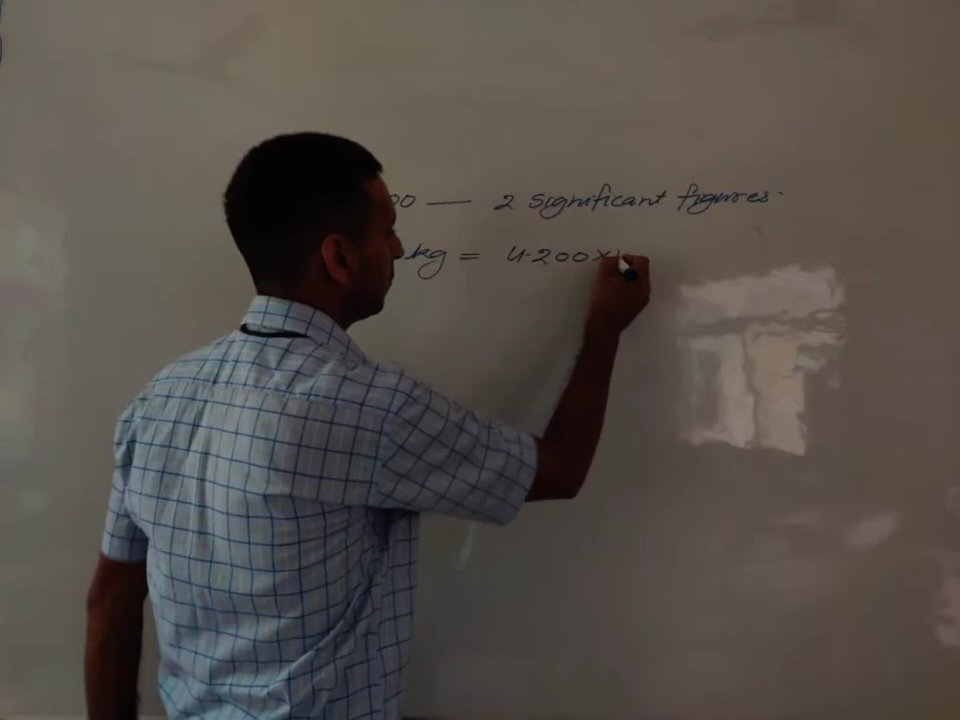 00 — 2 significant figures.
kg = 4.200 x